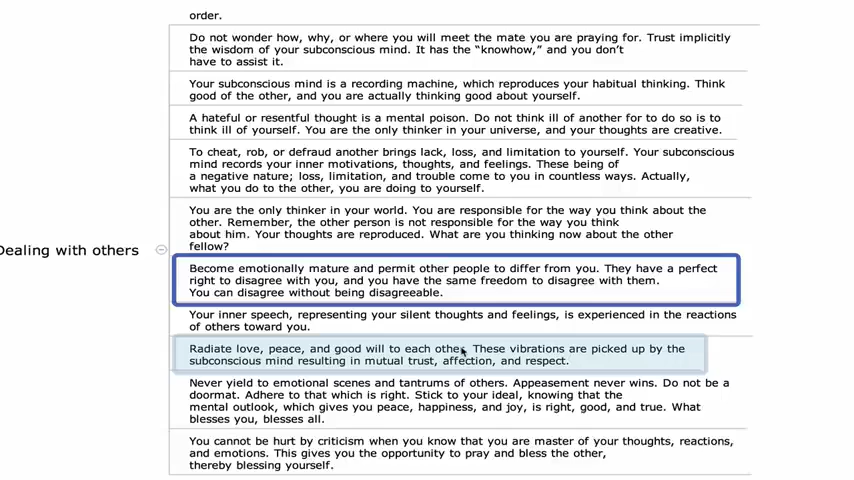 order.
Do not wonder how, why, or where you will meet the mate you are praying for. Trust implicitly
the wisdom of your subconscious mind. It has the “knowhow,” and you don’t
have to assist it.
Your subconscious mind is a recording machine, which reproduces your habitual thinking. Think
good of the other, and you are actually thinking good about yourself.
A hateful or resentful thought is a mental poison. Do not think ill of another for to do so is to
think ill of yourself. You are the only thinker in your universe, and your thoughts are creative.
To cheat, rob, or defraud another brings lack, loss, and limitation to yourself. Your subconscious
mind records your inner motivations, thoughts, and feelings. These being of
a negative nature; loss, limitation, and trouble come to you in countless ways. Actually,
what you do to the other, you are doing to yourself.
You are the only thinker in your world. You are responsible for the way you think about the
other. Remember, the other person is not responsible for the way you think
about him. Your thoughts are reproduced. What are you thinking now about the other
fellow?
Dealing with others
Become emotionally mature and permit other people to differ from you. They have a perfect
right to disagree with you, and you have the same freedom to disagree with them.
You can disagree without being disagreeable.
Your inner speech, representing your silent thoughts and feelings, is experienced in the reactions
of others toward you.
Radiate love, peace, and good will to each other. These vibrations are picked up by the
subconscious mind resulting in mutual trust, affection, and respect.
Never yield to emotional scenes and tantrums of others. Appeasement never wins. Do not be a
doormat. Adhere to that which is right. Stick to your ideal, knowing that the
mental outlook, which gives you peace, happiness, and joy, is right, good, and true. What
blesses you, blesses all.
You cannot be hurt by criticism when you know that you are master of your thoughts, reactions,
and emotions. This gives you the opportunity to pray and bless the other,
thereby blessing yourself.